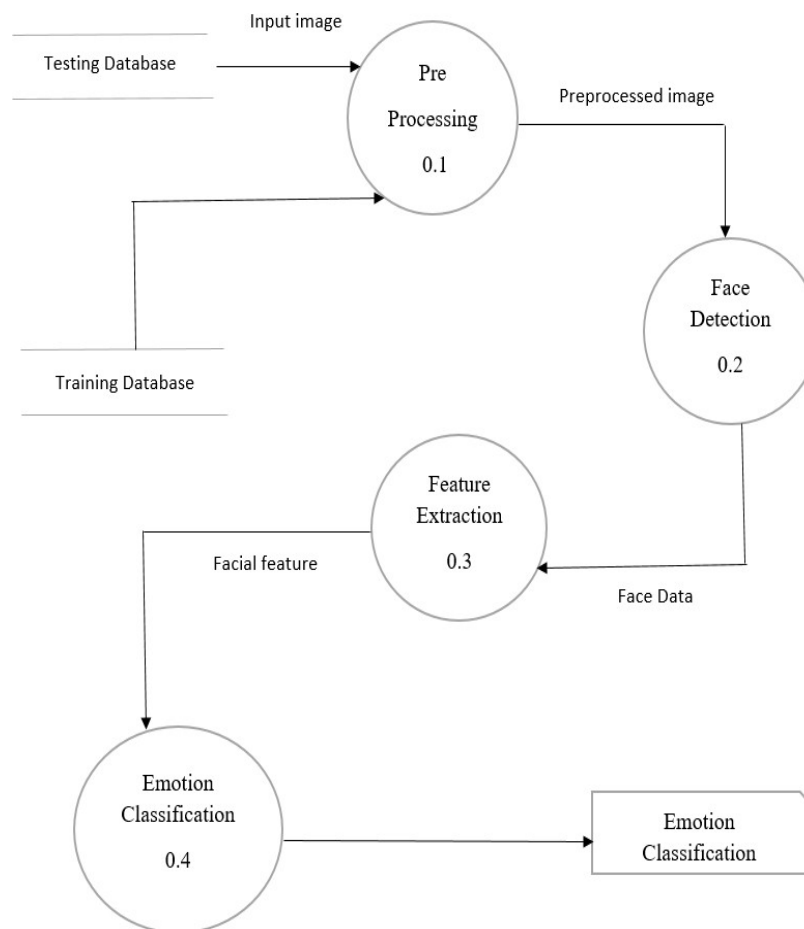 Input image
Testing Database
Pre
Processing
0.1
Preprocessed image
Face
Detection
0.2
Training Database
Feature
Extraction
0.3
Facial feature
Face Data
Emotion
Classification
0.4
Emotion
Classification